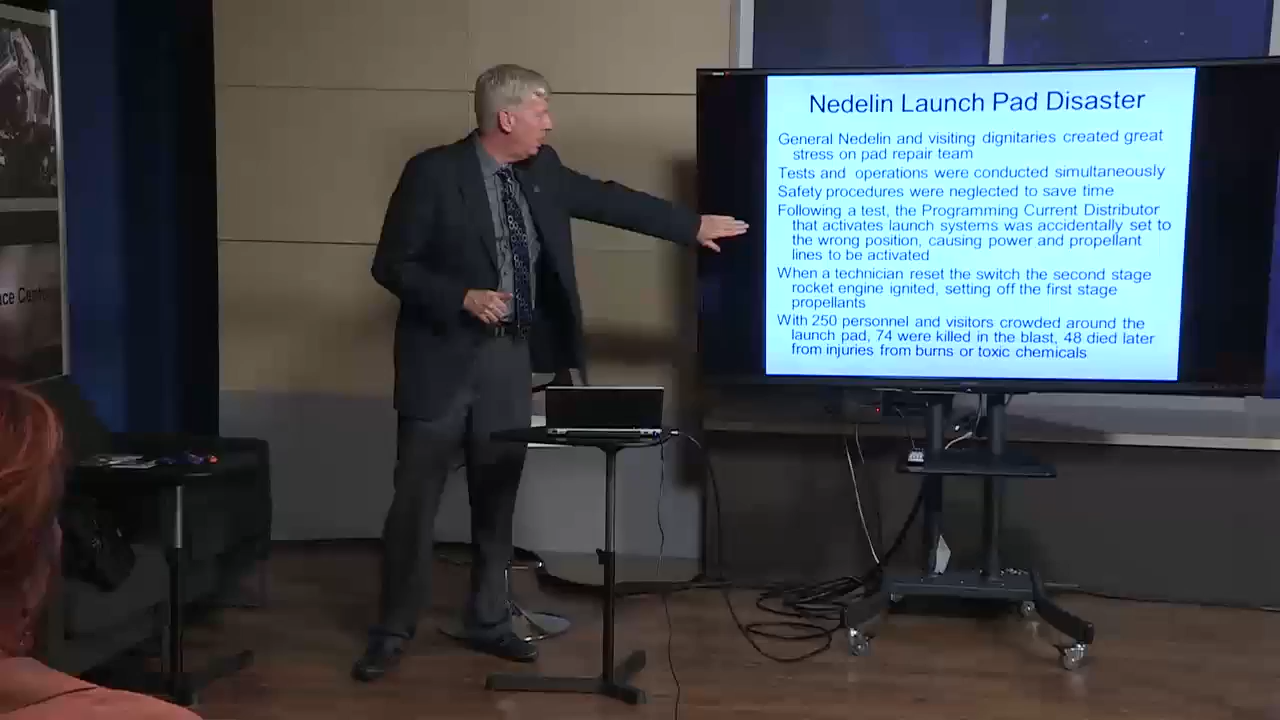 Nedelin Launch Pad Disaster
General Nedelin and visiting dignitaries created great
stress on pad repair team
Tests and operations were conducted simultaneously
Safety procedures were neglected to save time
Following a test, the Programming Current Distributor
that activates launch systems was accidentally set to
the wrong position, causing power and propellant
lines to be activated
When a technician reset the switch the second stage
rocket engine ignited, setting off the first stage
propellants
With 250 personnel and visitors crowded around the
launch pad, 74 were killed in the blast, 48 died later
from injuries from burns or toxic chemicals